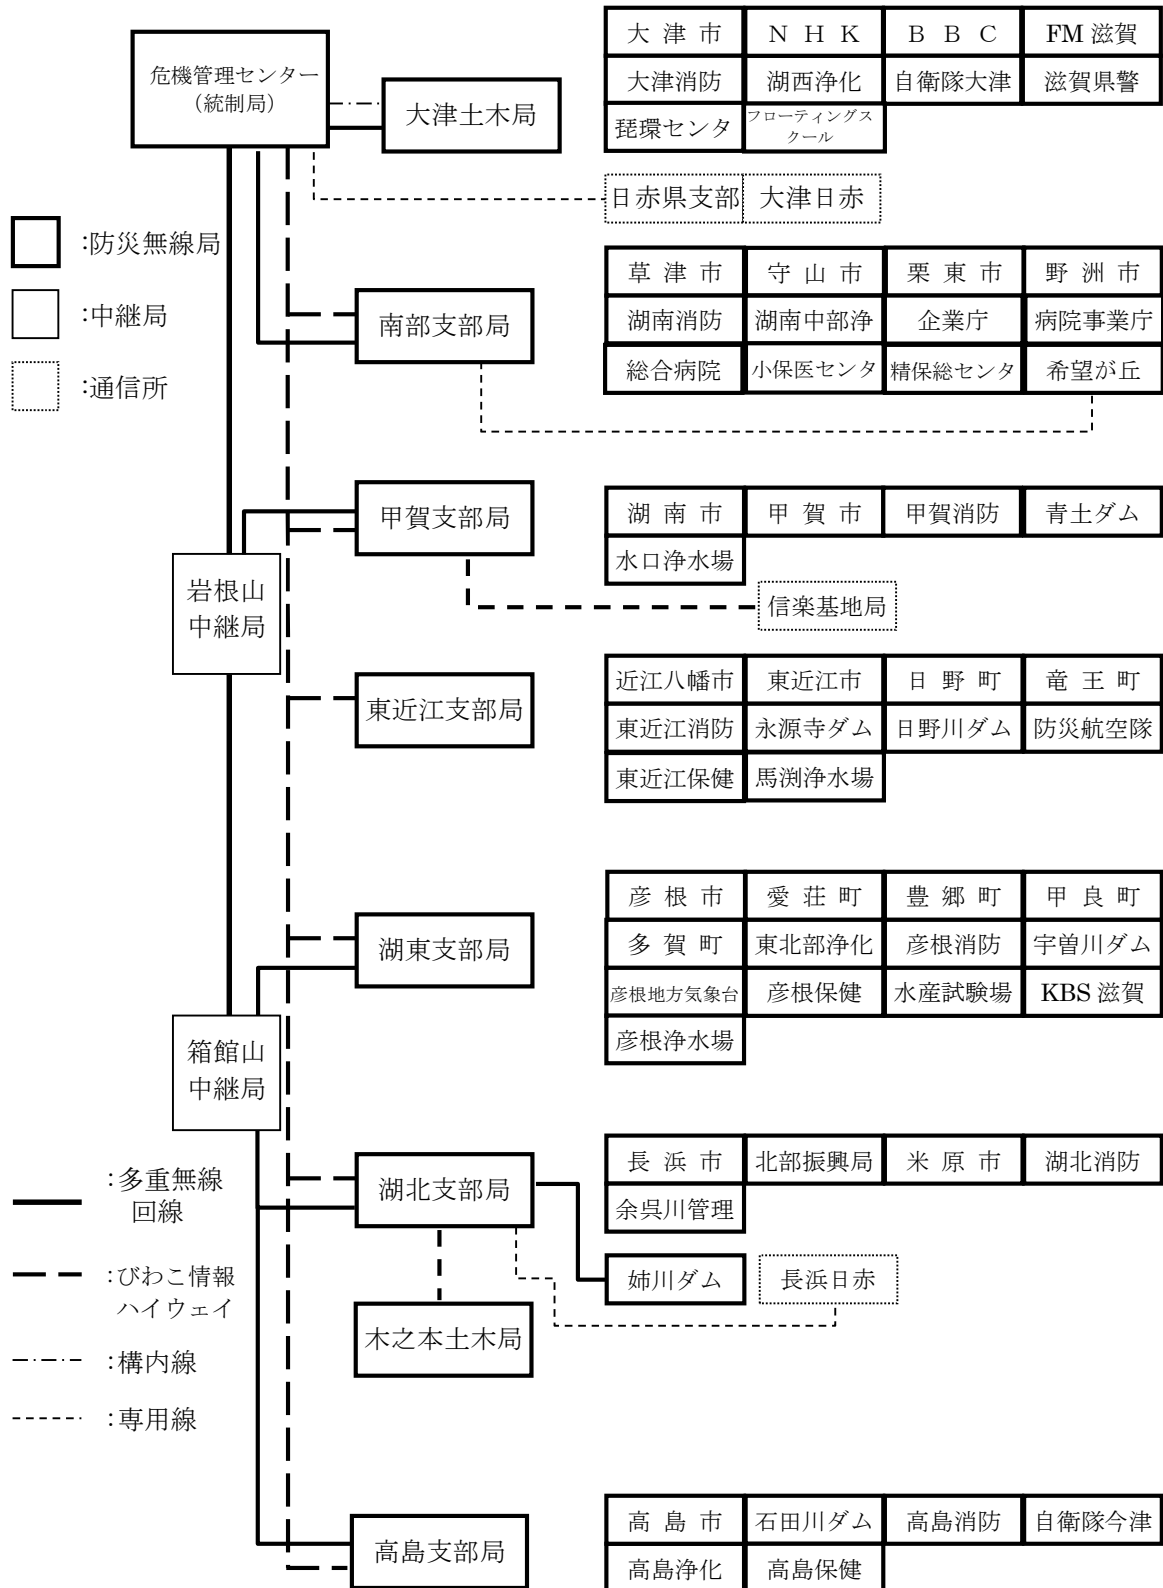 危機管理センター
（統制局）
大津土木局
大津市 ＮＨＫ ＢＢＣ FM滋賀
大津消防 湖西浄化 自衛隊大津 滋賀県警
琵環センタ フローティングス
クール
日赤県支部 大津日赤
:防災無線局
:中継局
:通信所
南部支部局
草津市 守山市 栗東市 野洲市
湖南消防 湖南中部浄 企業庁 病院事業庁
総合病院 小保医センタ 精保総センタ 希望が丘
甲賀支部局
湖南市 甲賀市 甲賀消防 青土ダム
水口浄水場
信楽基地局
岩根山
中継局
東近江支部局
近江八幡市 東近江市 日野町 竜王町
東近江消防 永源寺ダム 日野川ダム 防災航空隊
東近江保健 馬渕浄水場
湖東支部局
彦根市 愛荘町 豊郷町 甲良町
多賀町 東北部浄化 彦根消防 宇曽川ダム
彦根地方気象台 彦根保健 水産試験場 KBS滋賀
彦根浄水場
箱館山
中継局
湖北支部局
長浜市 北部振興局 米原市 湖北消防
余呉川管理
姉川ダム 長浜日赤
木之本土木局
:多重無線
回線
:びわこ情報
ハイウェイ
:構内線
:専用線
高島支部局
高島市 石田川ダム 高島消防 自衛隊今津
高島浄化 高島保健